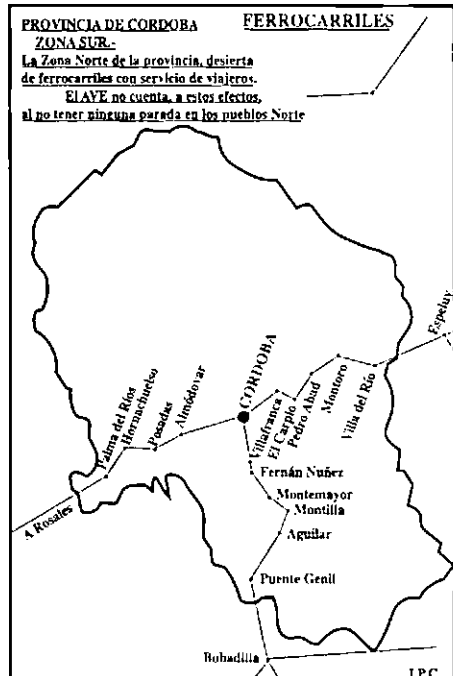 PROVINCIA DE CORDOBA
ZONA SUR.-
FERROCARRILES
La Zona Norte de la provincia, desierta
de ferrocarriles con servicio de viajeros.
El AVE no cuenta, a estos efectos,
al no tener ninguna parada en los pueblos Norte
Espeluy
CORDOBA
Villa del Río
Montoro
Pedro Abad
El Carpio
Villafranca
Almódovar
Posadas
Hornachuelso
Palma del Ríos
A Rosales
Fernán Nuñez
Montemayor
Montilla
Aguilar
Puente Genil
Bobadilla
J.P.C.